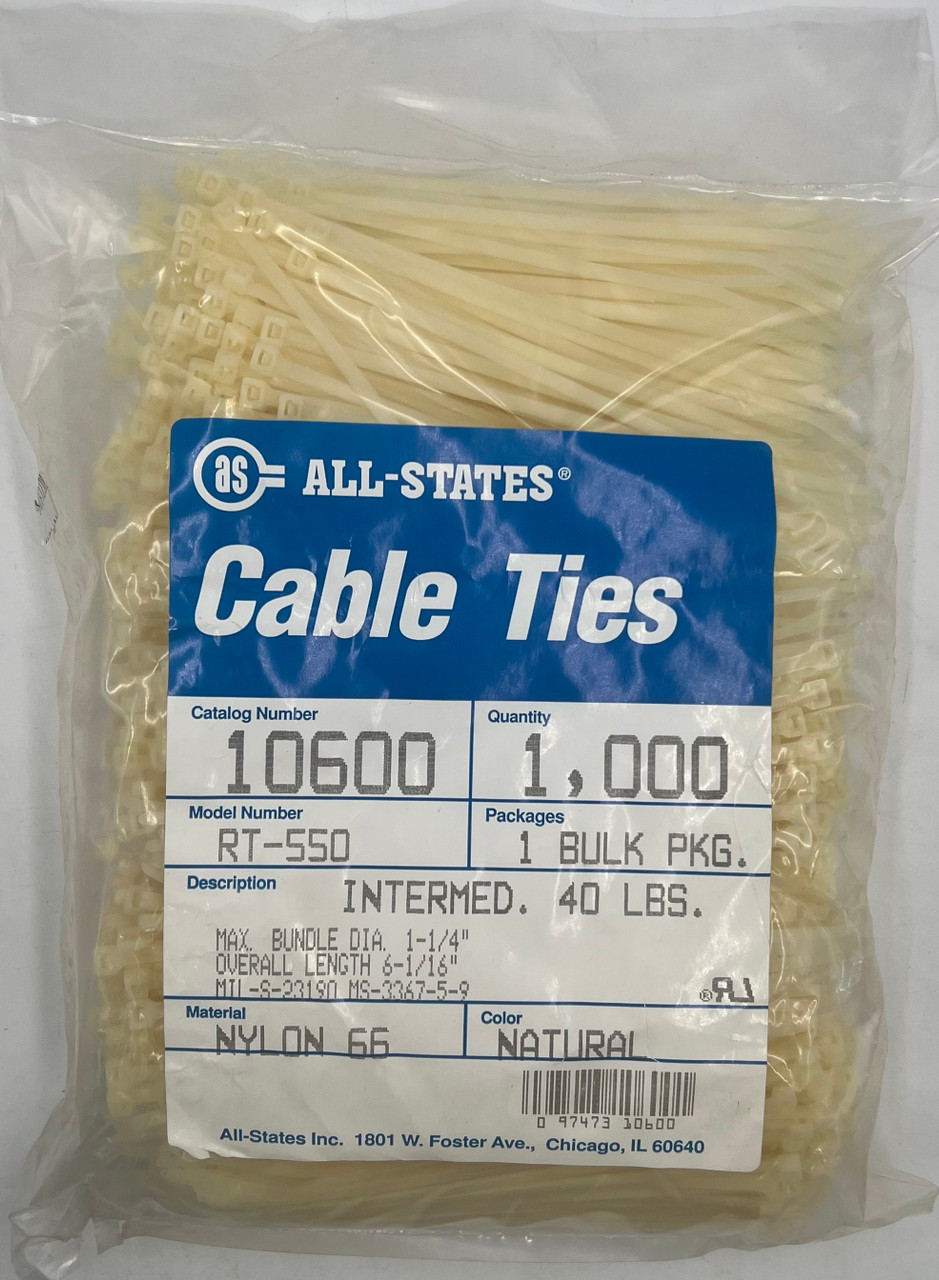 as ALL-STATES®
Cable Ties
Catalog Number
10600
Quantity
1,000
Model Number
RT-550
Packages
1 BULK PKG.
Description
INTERMED. 40 LBS.
MAX. BUNDLE DIA. 1-1/4"
OVERALL LENGTH 6-1/16"
MIL-S-23190 MS-3367-5-9
Material
NYLON 66
Color
NATURAL
0 97473 10600
All-States Inc. 1801 W. Foster Ave., Chicago, IL 60640